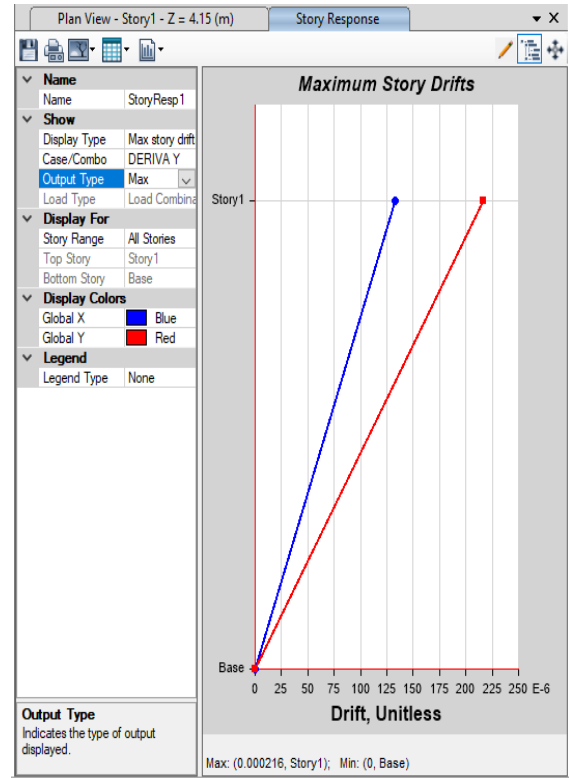 Plan View - Story1 - Z = 4.15 (m)
Story Response
Name
Name StoryResp1
Show
Display Type Max story drift
Case/Combo DERIVA Y
Output Type Max
Load Type Load Combina
Display For
Story Range All Stories
Top Story Story1
Bottom Story Base
Display Colors
Global X Blue
Global Y Red
Legend
Legend Type None
Output Type
Indicates the type of output
displayed.
Maximum Story Drifts
Story1
Base
0 25 50 75 100 125 150 175 200 225 250 E-6
Drift, Unitless
Max: (0.000216, Story1); Min: (0, Base)